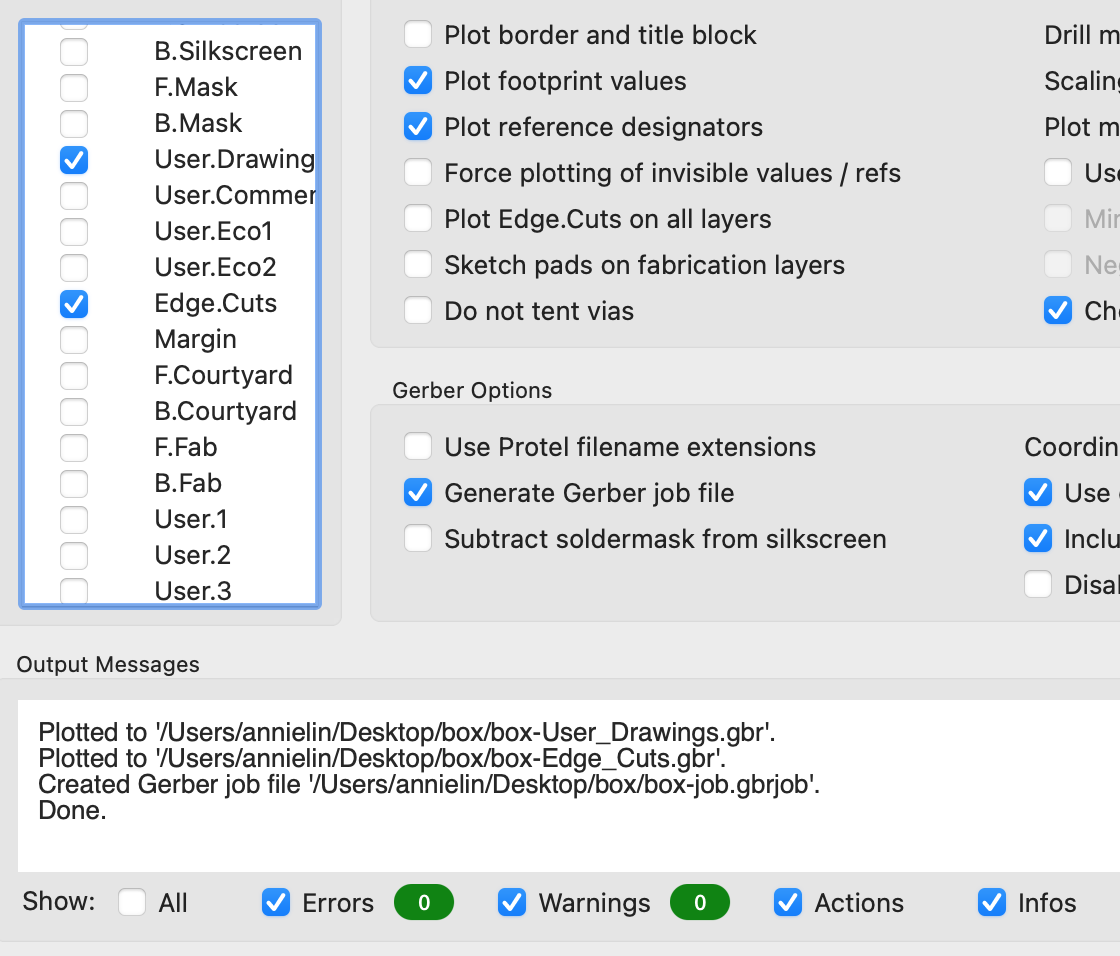 B.Silkscreen
F.Mask
B.Mask
User.Drawing
User.Commer
User.Eco1
User.Eco2
Edge.Cuts
Margin
F.Courtyard
B.Courtyard
F.Fab
B.Fab
User.1
User.2
User.3
Plot border and title block
Plot footprint values
Plot reference designators
Force plotting of invisible values / refs
Plot Edge.Cuts on all layers
Sketch pads on fabrication layers
Do not tent vias
Drill m
Scaling
Plot m
Use
Mir
Neg
Che
Gerber Options
Use Protel filename extensions
Generate Gerber job file
Subtract soldermask from silkscreen
Coordin
Use
Inclu
Disal
Output Messages
Plotted to '/Users/annielin/Desktop/box/box-User_Drawings.gbr'.
Plotted to '/Users/annielin/Desktop/box/box-Edge_Cuts.gbr'.
Created Gerber job file '/Users/annielin/Desktop/box/box-job.gbrjob'.
Done.
Show: All Errors 0 Warnings 0 Actions Infos